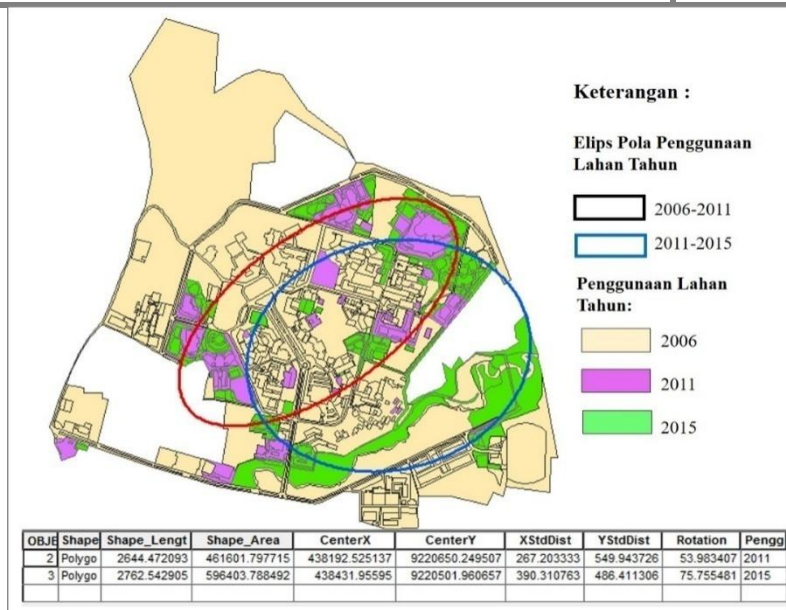 Keterangan :
Elips Pola Penggunaan
Lahan Tahun
2006-2011
2011-2015
Penggunaan Lahan
Tahun:
2006
2011
2015
OBJE Shape Shape_Lengt Shape_Area CenterX CenterY XStdDist YStdDist Rotation Pengg
2 Polygo 2644.472093 461601.797715 438192.525137 9220650.249507 267.203333 549.943726 53.983407 2011
3 Polygo 2762.542905 596403.788492 438431.95595 9220501.960657 390.310763 486.411306 75.755481 2015